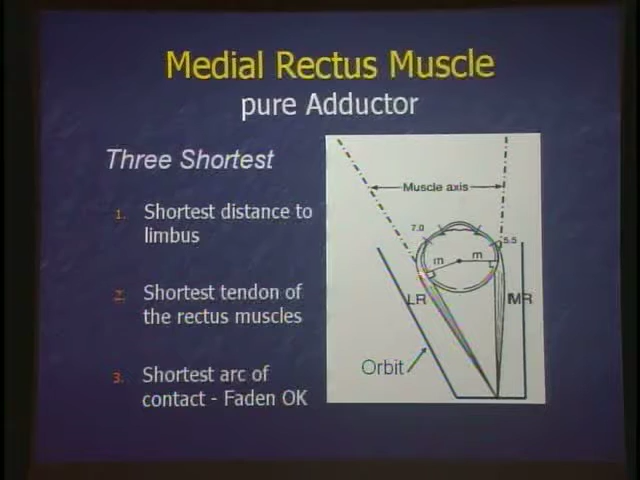 Medial Rectus Muscle
pure Adductor
Three Shortest
1. Shortest distance to
limbus
2. Shortest tendon of
the rectus muscles
3. Shortest arc of
contact - Faden OK
Muscle axis
7.0
5.5
m
m
LR
MR
Orbit